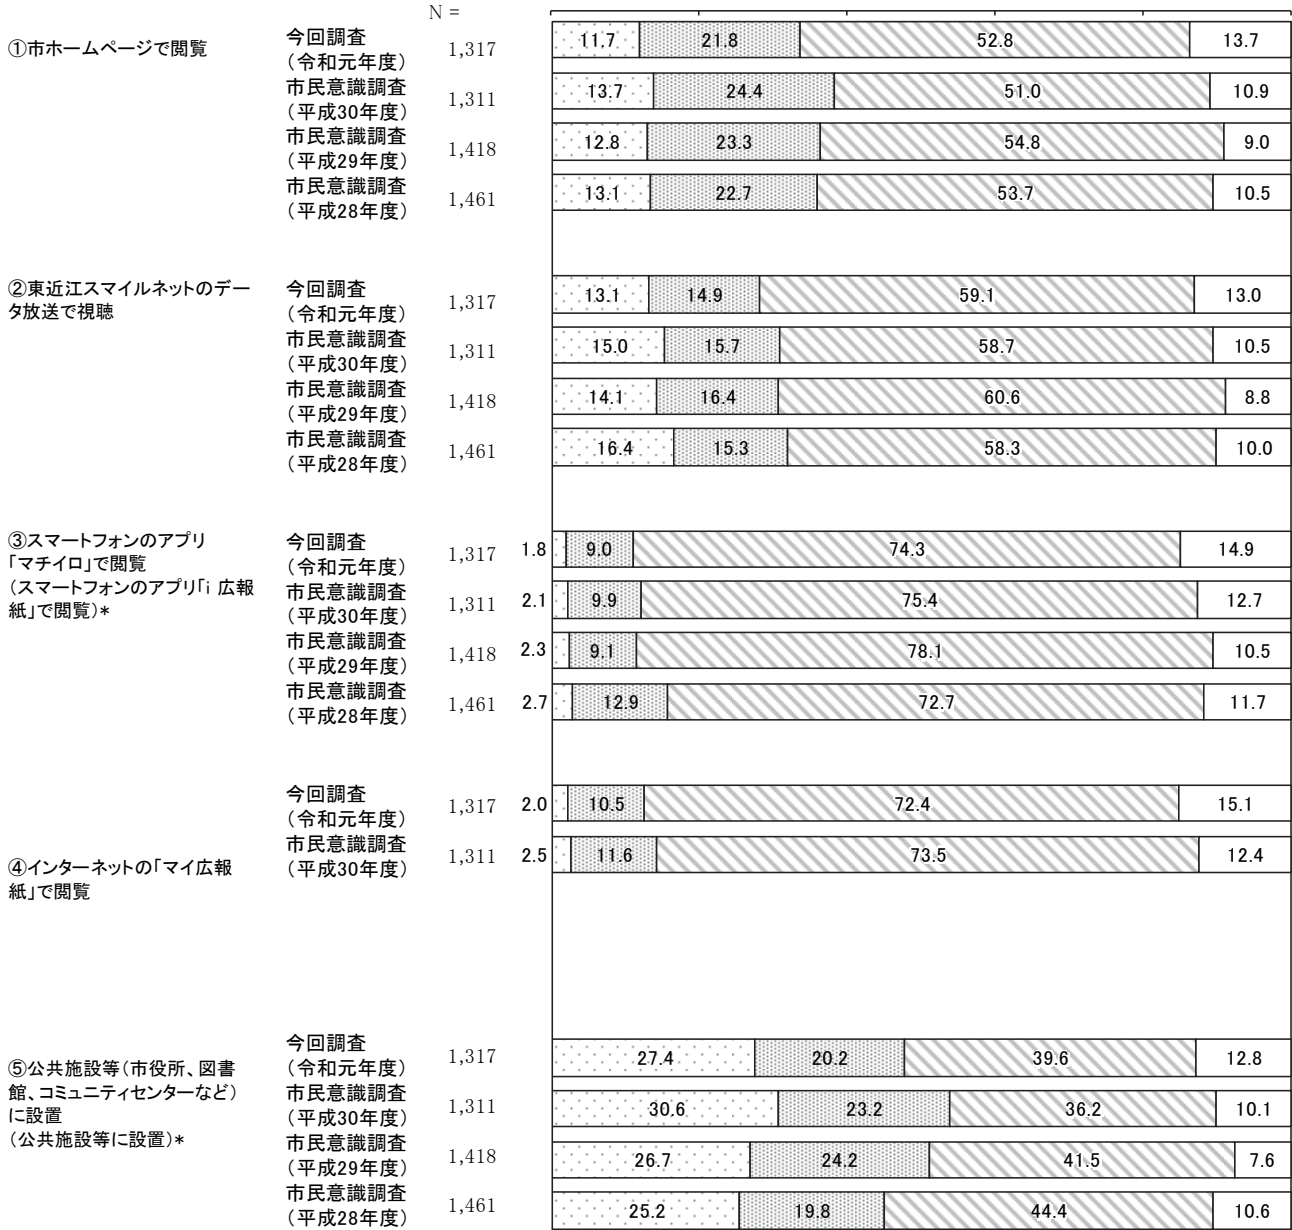 N =
①市ホームページで閲覧
今回調査
(令和元年度)
1,317
11.7 21.8 52.8 13.7
市民意識調査
(平成30年度)
1,311
13.7 24.4 51.0 10.9
市民意識調査
(平成29年度)
1,418
12.8 23.3 54.8 9.0
市民意識調査
(平成28年度)
1,461
13.1 22.7 53.7 10.5
②東近江スマイルネットのデー
タ放送で視聴
今回調査
(令和元年度)
1,317
13.1 14.9 59.1 13.0
市民意識調査
(平成30年度)
1,311
15.0 15.7 58.7 10.5
市民意識調査
(平成29年度)
1,418
14.1 16.4 60.6 8.8
市民意識調査
(平成28年度)
1,461
16.4 15.3 58.3 10.0
③スマートフォンのアプリ
「マチイロ」で閲覧
(スマートフォンのアプリ「i 広報
紙」で閲覧)*
今回調査
(令和元年度)
1,317
1.8 9.0 74.3 14.9
市民意識調査
(平成30年度)
1,311
2.1 9.9 75.4 12.7
市民意識調査
(平成29年度)
1,418
2.3 9.1 78.1 10.5
市民意識調査
(平成28年度)
1,461
2.7 12.9 72.7 11.7
④インターネットの「マイ広報
紙」で閲覧
今回調査
(令和元年度)
1,317
2.0 10.5 72.4 15.1
市民意識調査
(平成30年度)
1,311
2.5 11.6 73.5 12.4
⑤公共施設等(市役所、図書
館、コミュニティセンターなど)
に設置
(公共施設等に設置)*
今回調査
(令和元年度)
1,317
27.4 20.2 39.6 12.8
市民意識調査
(平成30年度)
1,311
30.6 23.2 36.2 10.1
市民意識調査
(平成29年度)
1,418
26.7 24.2 41.5 7.6
市民意識調査
(平成28年度)
1,461
25.2 19.8 44.4 10.6